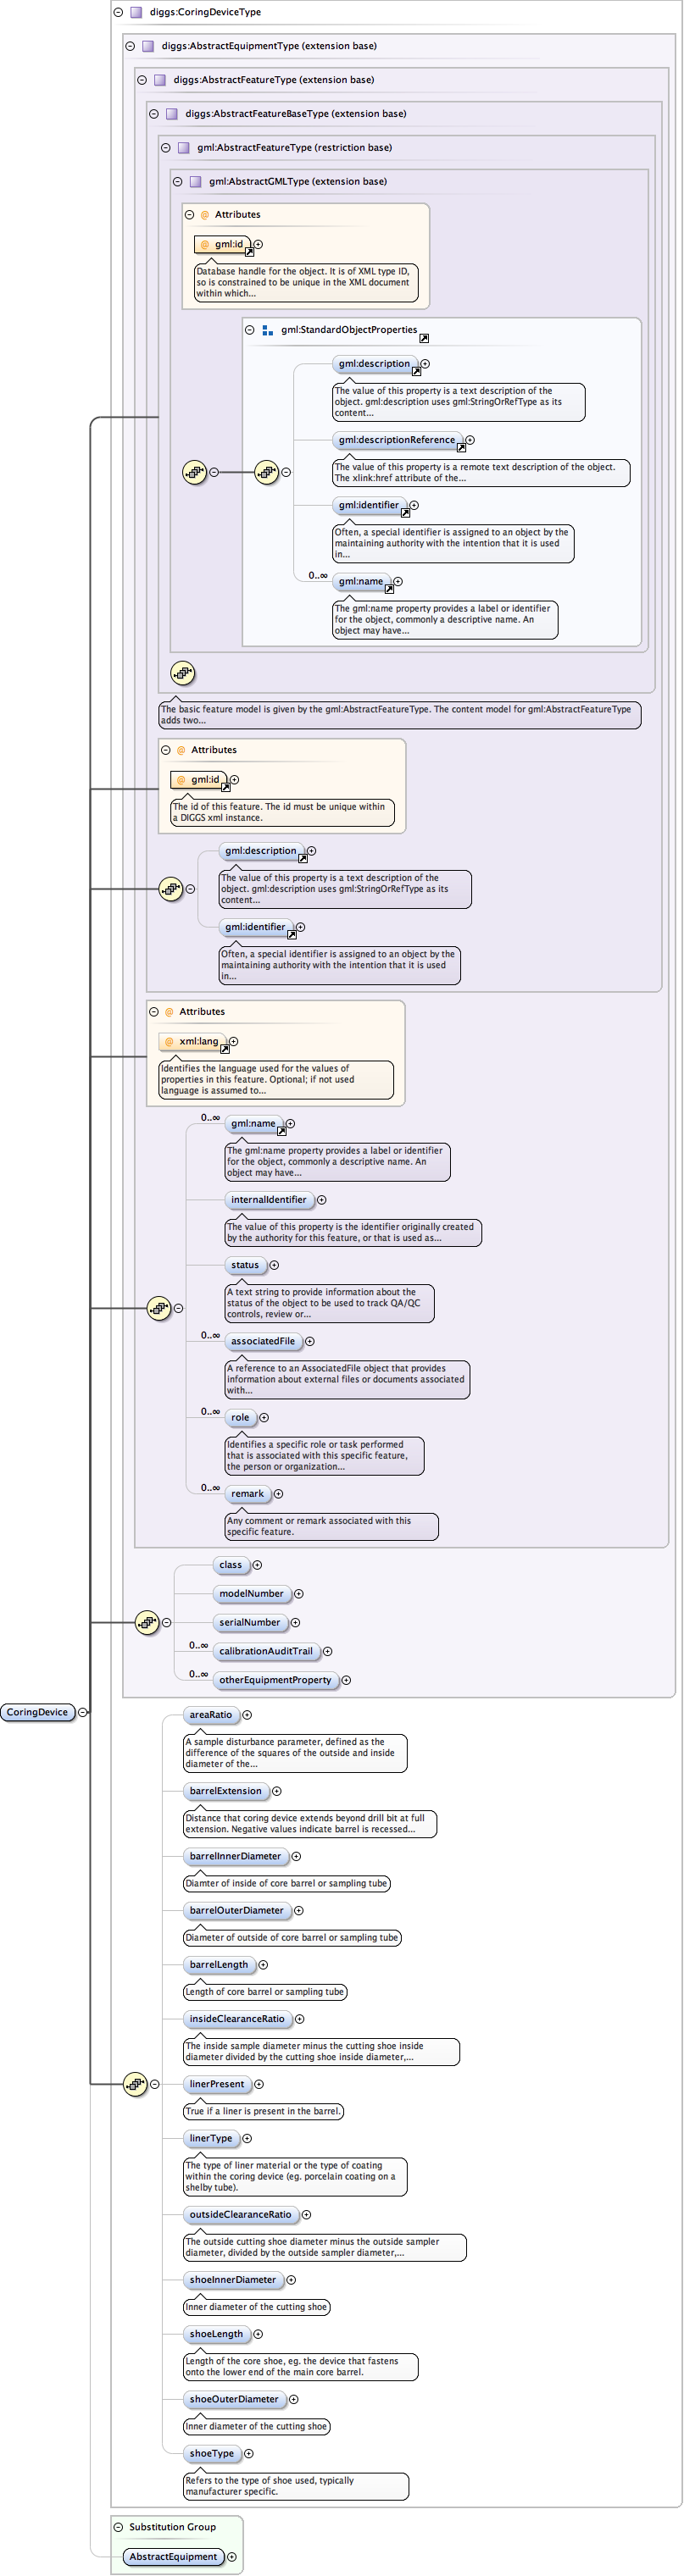 diggs:CoringDeviceType
diggs:AbstractEquipmentType (extension base)
diggs:AbstractFeatureType (extension base)
diggs:AbstractFeatureBaseType (extension base)
gml:AbstractFeatureType (restriction base)
gml:AbstractGMLType (extension base)
@ Attributes
@ gml:id
Database handle for the object. It is of XML type ID,
so is constrained to be unique in the XML document
within which...
gml:StandardObjectProperties
gml:description
The value of this property is a text description of the
object. gml:description uses gml:StringOrRefType as its
content...
gml:descriptionReference
The value of this property is a remote text description of the object.
The xlink:href attribute of the...
gml:identifier
Often, a special identifier is assigned to an object by the
maintaining authority with the intention that it is used
in...
0..∞
gml:name
The gml:name property provides a label or identifier
for the object, commonly a descriptive name. An
object may have...
The basic feature model is given by the gml:AbstractFeatureType. The content model for gml:AbstractFeatureType
adds two...
@ Attributes
@ gml:id
The id of this feature. The id must be unique within
a DIGGS xml instance.
gml:description
The value of this property is a text description of the
object. gml:description uses gml:StringOrRefType as its
content...
gml:identifier
Often, a special identifier is assigned to an object by the
maintaining authority with the intention that it is used
in...
@ Attributes
@ xml:lang
Identifies the language used for the values of
properties in this feature. Optional; if not used
language is assumed to...
0..∞
gml:name
The gml:name property provides a label or identifier
for the object, commonly a descriptive name. An
object may have...
internalIdentifier
The value of this property is the identifier originally created
by the authority for this feature, or that is used as...
status
A text string to provide information about the
status of the object to be used to track QA/QC
controls, review or...
0..∞
associatedFile
A reference to an AssociatedFile object that provides
information about external files or documents associated
with...
0..∞
role
Identifies a specific role or task performed
that is associated with this specific feature,
the person or organization...
0..∞
remark
Any comment or remark associated with this
specific feature.
class
modelNumber
serialNumber
0..∞
calibrationAuditTrail
0..∞
otherEquipmentProperty
CoringDevice
areaRatio
A sample disturbance parameter, defined as the
difference of the squares of the outside and inside
diameter of the...
barrelExtension
Distance that coring device extends beyond drill bit at full
extension. Negative values indicate barrel is recessed...
barrelInnerDiameter
Diamter of inside of core barrel or sampling tube
barrelOuterDiameter
Diameter of outside of core barrel or sampling tube
barrelLength
Length of core barrel or sampling tube
insideClearanceRatio
The inside sample diameter minus the cutting shoe inside
diameter divided by the cutting shoe inside diameter,...
linerPresent
True if a liner is present in the barrel.
linerType
The type of liner material or the type of coating
within the coring device (eg. porcelain coating on a
shelby tube).
outsideClearanceRatio
The outside cutting shoe diameter minus the outside sampler
diameter, divided by the outside sampler diameter,...
shoeInnerDiameter
Inner diameter of the cutting shoe
shoeLength
Length of the core shoe, eg. the device that fastens
onto the lower end of the main core barrel.
shoeOuterDiameter
Inner diameter of the cutting shoe
shoeType
Refers to the type of shoe used, typically
manufacturer specific.
Substitution Group
AbstractEquipment